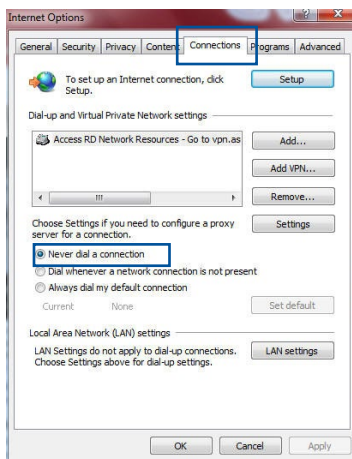 Internet Options
General Security Privacy Content Connections Programs Advanced
To set up an Internet connection, click
Setup.
Setup
Dial-up and Virtual Private Network settings
Access RD Network Resources - Go to vpn.as
Add...
Add VPN...
Remove...
Choose Settings if you need to configure a proxy
server for a connection.
Settings
Never dial a connection
Dial whenever a network connection is not present
Always dial my default connection
Current None
Set default
Local Area Network (LAN) settings
LAN Settings do not apply to dial-up connections.
Choose Settings above for dial-up settings.
LAN settings
OK Cancel Apply